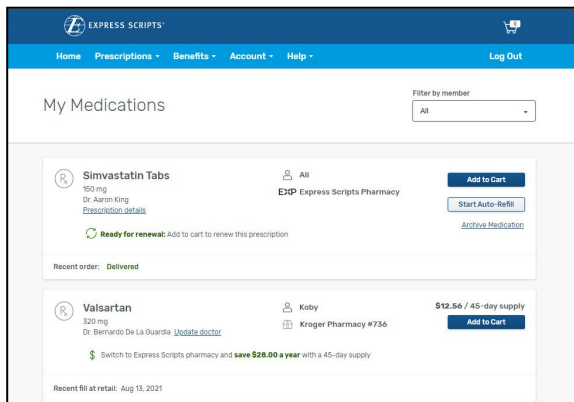 EXPRESS SCRIPTS®
0
Home Prescriptions Benefits Account Help Log Out
My Medications
Filter by member
All
Simvastatin Tabs
150 mg
Dr. Aaron King
Prescription details
Ready for renewal: Add to cart to renew this prescription
Ali
EXP Express Scripts Pharmacy
Add to Cart
Start Auto-Refill
Archive Medication
Recent order: Delivered
Valsartan
320 mg
Dr. Bernardo De La Guardia Update doctor
$ Switch to Express Scripts pharmacy and save $28.00 a year with a 45-day supply
Koby
Kroger Pharmacy #736
$12.56 / 45-day supply
Add to Cart
Recent fill at retail: Aug 13, 2021